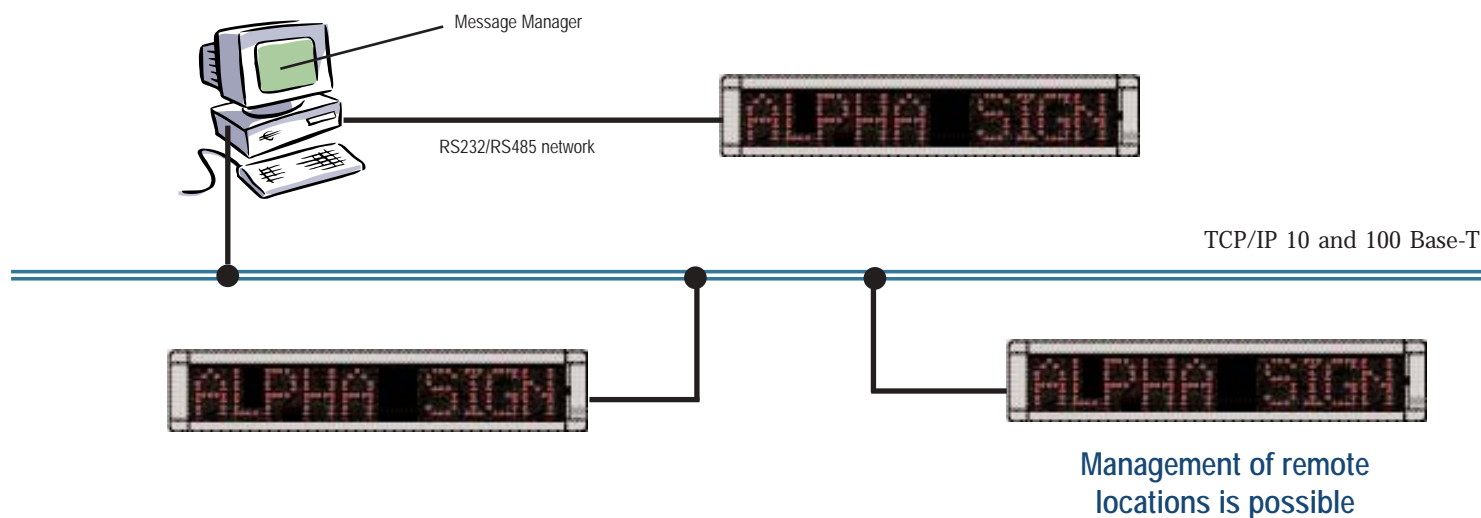 Message Manager
ALPHA SIGN
RS232/RS485 network
TCP/IP 10 and 100 Base-T
ALPHA SIGN
ALPHA SIGN
Management of remote
locations is possible